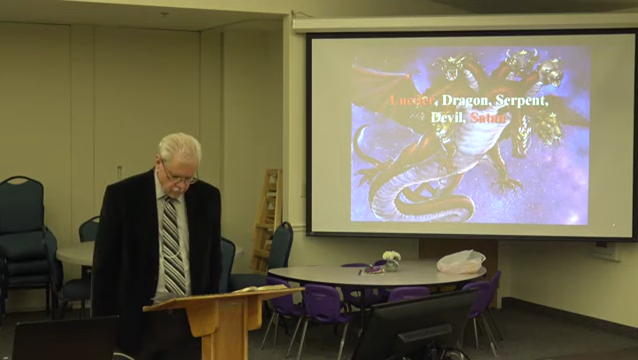 Lucifer, Dragon, Serpent,
Devil, Satan